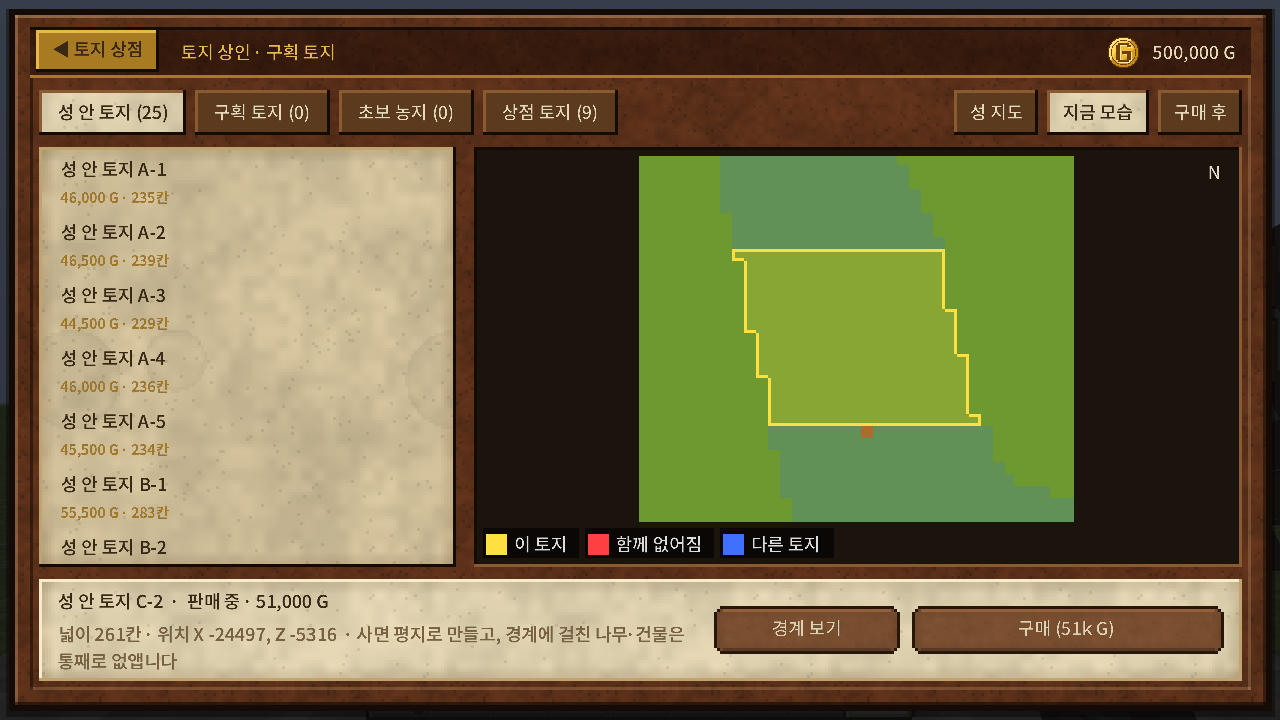 ◀ 토지 상점
토지 상인 · 구획 토지
500,000 G
성 안 토지 (25)
구획 토지 (0)
초보 농지 (0)
상점 토지 (9)
성 지도
지금 모습
구매 후
성 안 토지 A-1
46,000 G · 235칸
성 안 토지 A-2
46,500 G · 239칸
성 안 토지 A-3
44,500 G · 229칸
성 안 토지 A-4
46,000 G · 236칸
성 안 토지 A-5
45,500 G · 234칸
성 안 토지 B-1
55,500 G · 283칸
성 안 토지 B-2
N
이 토지
함께 없어짐
다른 토지
성 안 토지 C-2 · 판매 중 · 51,000 G
넓이 261칸 · 위치 X -24497, Z -5316 · 사면 평지로 만들고, 경계에 걸친 나무·건물은
통째로 없앱니다
경계 보기
구매 (51k G)